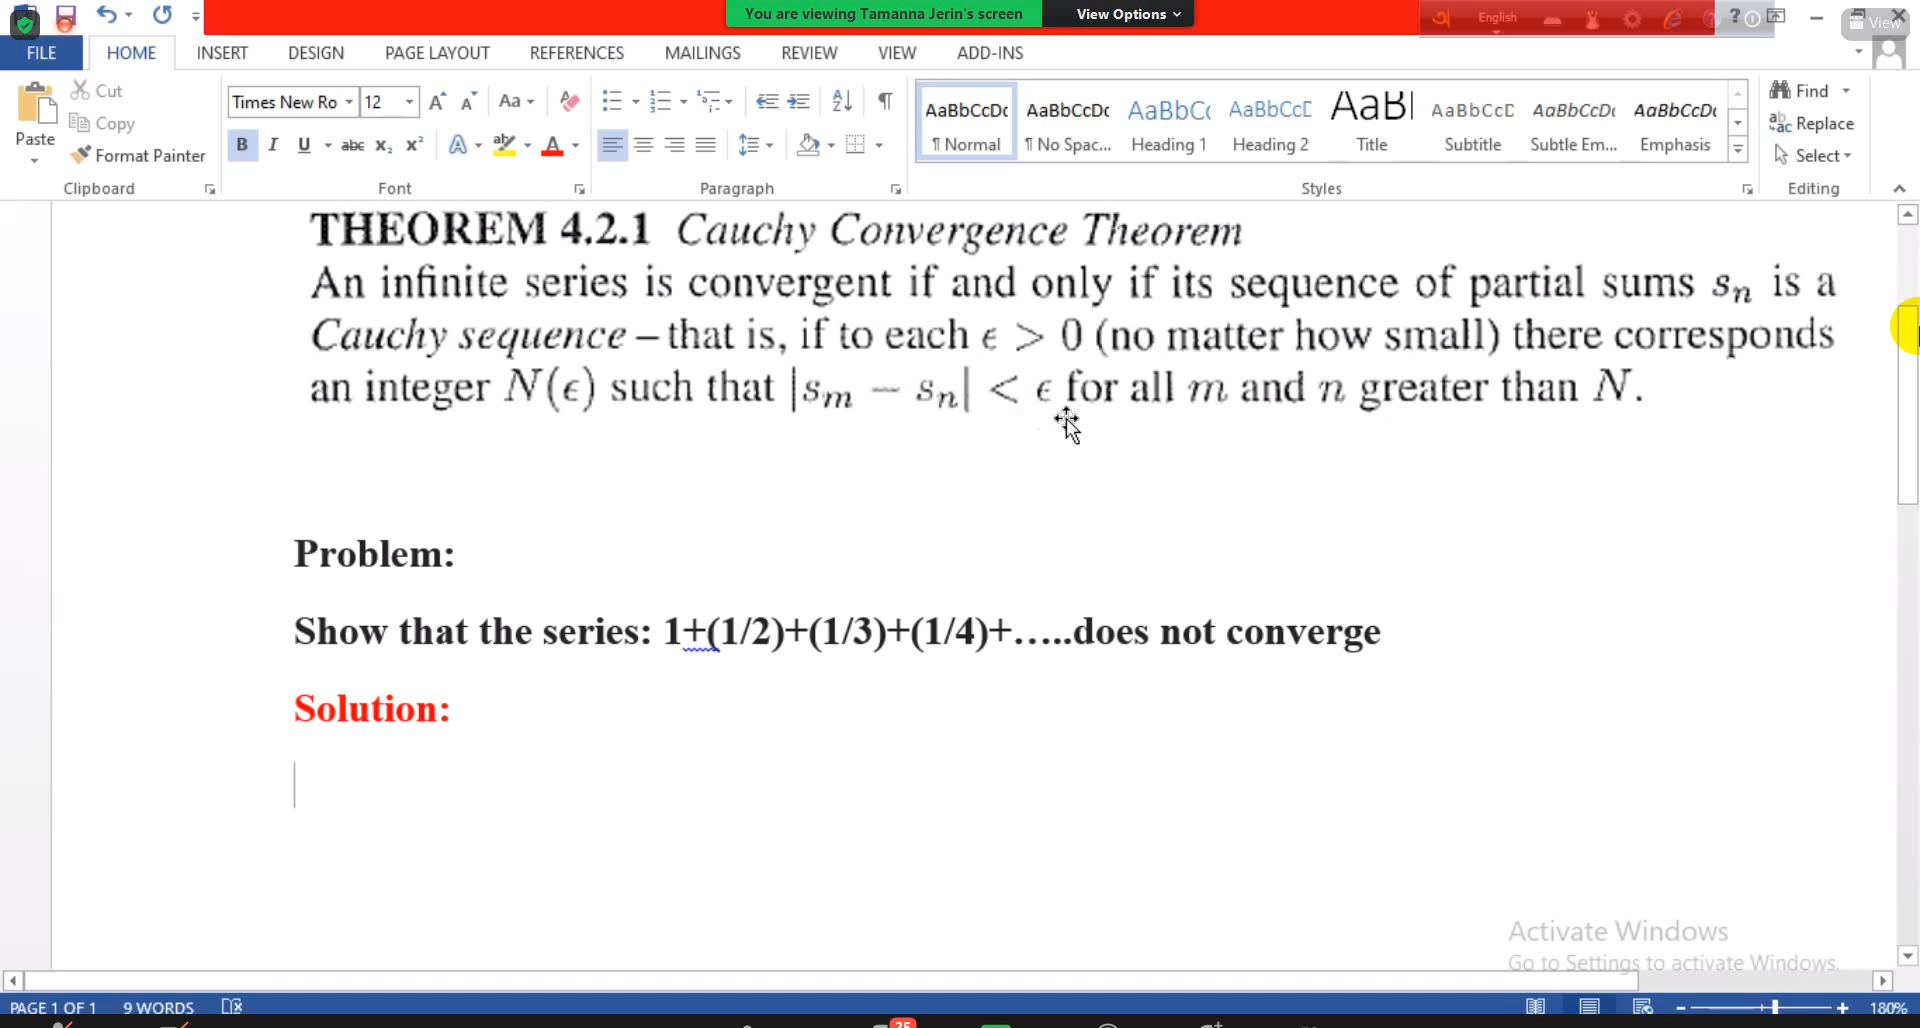 You are viewing Tamanna Jerin's screen View Options
English
View
FILE HOME INSERT DESIGN PAGE LAYOUT REFERENCES MAILINGS REVIEW VIEW ADD-INS
Paste
Cut
Copy
Format Painter
Clipboard
Times New Ro 12
Font
Paragraph
AaBbCcDc AaBbCcDc AaBbC AaBbCcE AaB AaBbCcD AaBbCcDc AaBbCcDc
¶ Normal ¶ No Spac... Heading 1 Heading 2 Title Subtitle Subtle Em... Emphasis
Styles
Find
Replace
Select
Editing
THEOREM 4.2.1 Cauchy Convergence Theorem
An infinite series is convergent if and only if its sequence of partial sums sₙ is a
Cauchy sequence – that is, if to each ϵ > 0 (no matter how small) there corresponds
an integer N(ϵ) such that |sₘ − sₙ| < ϵ for all m and n greater than N.
Problem:
Show that the series: 1+(1/2)+(1/3)+(1/4)+…..does not converge
Solution:
Activate Windows
Go to Settings to activate Windows.
PAGE 1 OF 1 9 WORDS 180%
25